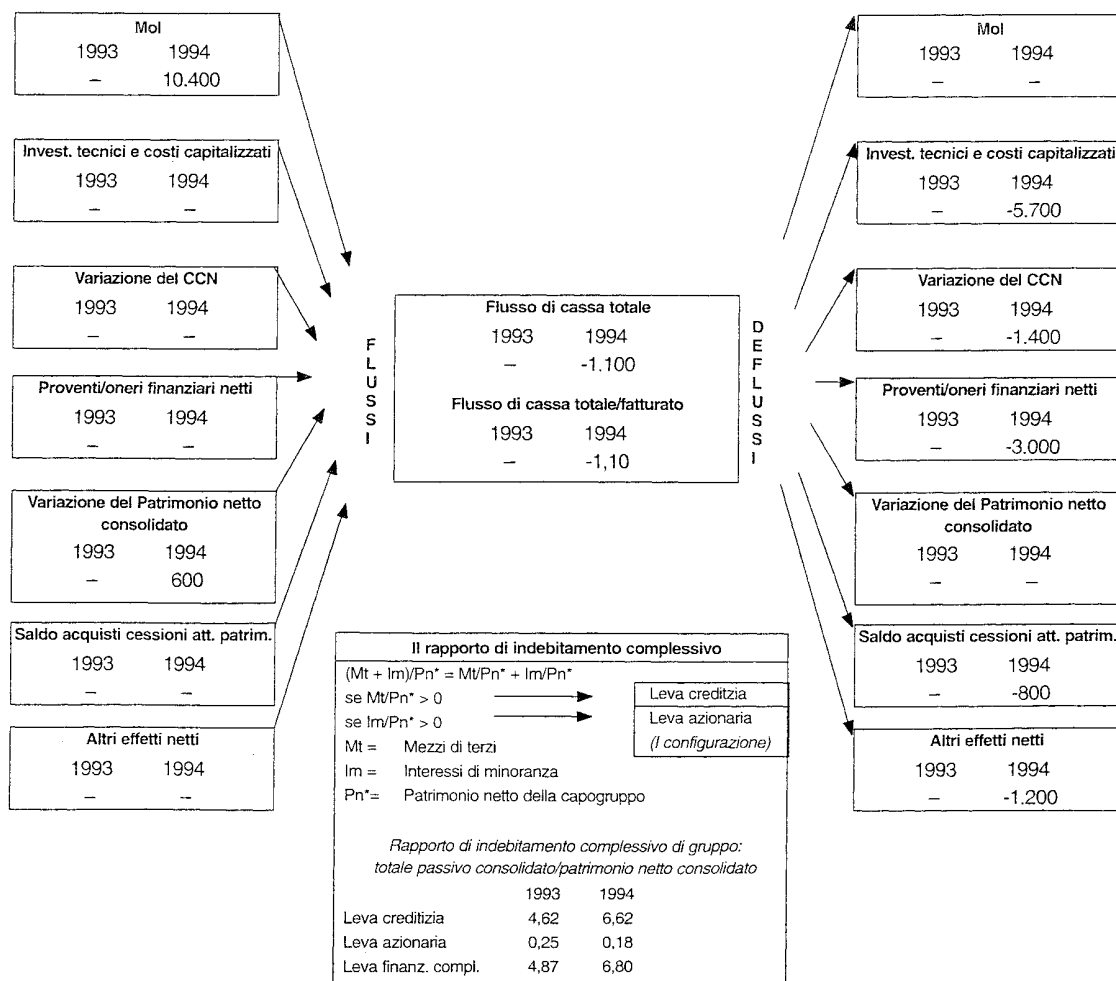 Mol
1993 1994
– 10.400
Invest. tecnici e costi capitalizzati
1993 1994
– –
Variazione del CCN
1993 1994
– –
Proventi/oneri finanziari netti
1993 1994
– –
Variazione del Patrimonio netto
consolidato
1993 1994
– 600
Saldo acquisti cessioni att. patrim.
1993 1994
– –
Altri effetti netti
1993 1994
– –
FLUSSI
Flusso di cassa totale
1993 1994
– -1.100
Flusso di cassa totale/fatturato
1993 1994
– -1,10
DEFLUSSI
Mol
1993 1994
– –
Invest. tecnici e costi capitalizzati
1993 1994
– -5.700
Variazione del CCN
1993 1994
– -1.400
Proventi/oneri finanziari netti
1993 1994
– -3.000
Variazione del Patrimonio netto
consolidato
1993 1994
– –
Saldo acquisti cessioni att. patrim.
1993 1994
– -800
Altri effetti netti
1993 1994
– -1.200
Il rapporto di indebitamento complessivo
(Mt + Im)/Pn* = Mt/Pn* + Im/Pn*
se Mt/Pn* > 0
Leva creditzia
se Im/Pn* > 0
Leva azionaria
(I configurazione)
Mt = Mezzi di terzi
Im = Interessi di minoranza
Pn*= Patrimonio netto della capogruppo
Rapporto di indebitamento complessivo di gruppo:
totale passivo consolidato/patrimonio netto consolidato
1993 1994
Leva creditizia 4,62 6,62
Leva azionaria 0,25 0,18
Leva finanz. compl. 4,87 6,80